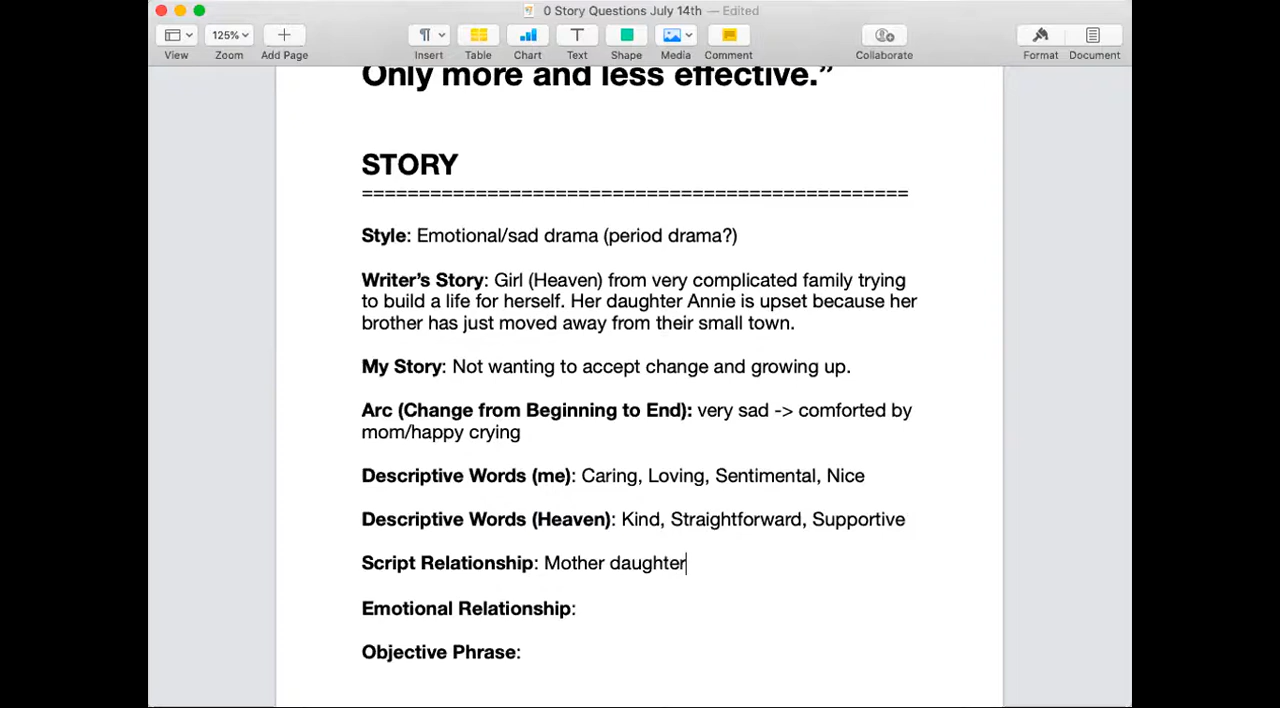 0 Story Questions July 14th — Edited
125%
View
Zoom
Add Page
Insert
Table
Chart
Text
Shape
Media
Comment
Collaborate
Format
Document
Only more and less effective.”
STORY
================================================
Style: Emotional/sad drama (period drama?)
Writer’s Story: Girl (Heaven) from very complicated family trying
to build a life for herself. Her daughter Annie is upset because her
brother has just moved away from their small town.
My Story: Not wanting to accept change and growing up.
Arc (Change from Beginning to End): very sad -> comforted by
mom/happy crying
Descriptive Words (me): Caring, Loving, Sentimental, Nice
Descriptive Words (Heaven): Kind, Straightforward, Supportive
Script Relationship: Mother daughter
Emotional Relationship:
Objective Phrase: